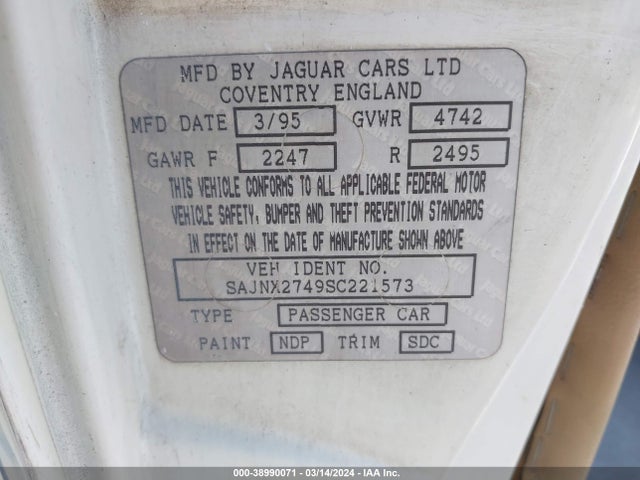 MFD BY JAGUAR CARS LTD
COVENTRY ENGLAND
MFD DATE 3/95 GVWR 4742
GAWR F 2247 R 2495
THIS VEHICLE CONFORMS TO ALL APPLICABLE FEDERAL MOTOR
VEHICLE SAFETY, BUMPER AND THEFT PREVENTION STANDARDS
IN EFFECT ON THE DATE OF MANUFACTURE SHOWN ABOVE
VEH IDENT NO.
SAJNX2749SC221573
TYPE PASSENGER CAR
PAINT NDP TRIM SDC
000-38990071 - 03/14/2024 - IAA Inc.